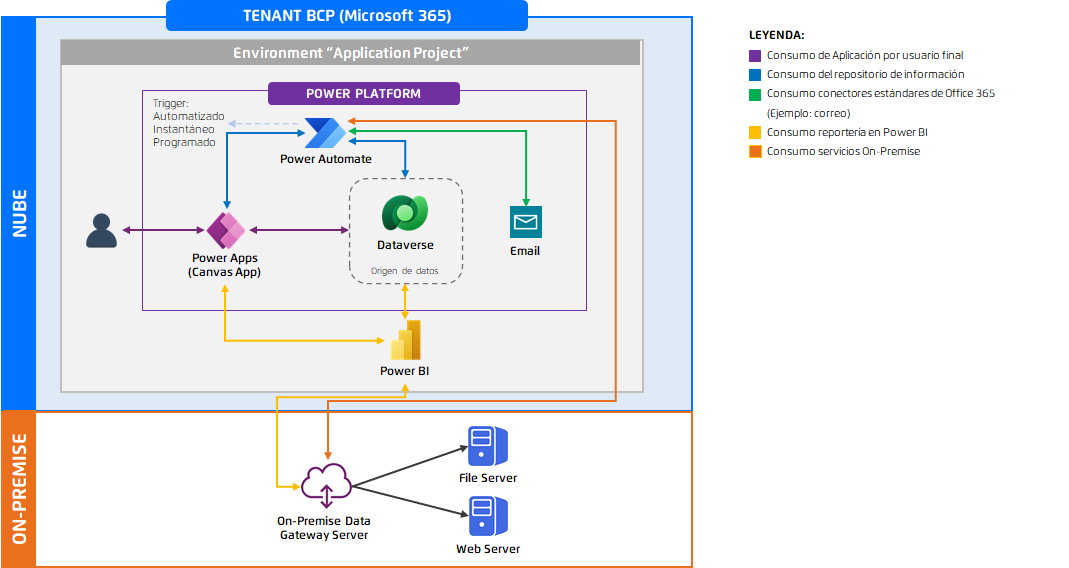 TENANT BCP (Microsoft 365)
Environment “Application Project”
POWER PLATFORM
Trigger:
Automatizado
Instantáneo
Programado
Power Automate
NUBE
Power Apps
(Canvas App)
Dataverse
Origen de datos
Email
Power BI
ON-PREMISE
On-Premise Data
Gateway Server
File Server
Web Server
LEYENDA:
Consumo de Aplicación por usuario final
Consumo del repositorio de información
Consumo conectores estándares de Office 365
(Ejemplo: correo)
Consumo reportería en Power BI
Consumo servicios On-Premise